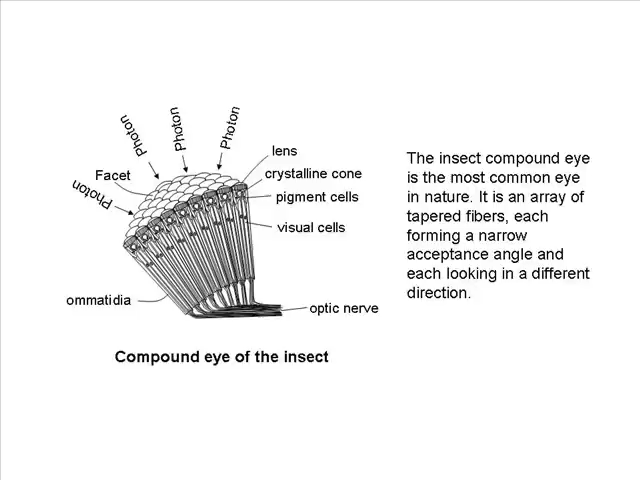 Photon
Photon
Photon
Photon
Facet
lens
crystalline cone
pigment cells
visual cells
ommatidia
optic nerve
Compound eye of the insect
The insect compound eye
is the most common eye
in nature. It is an array of
tapered fibers, each
forming a narrow
acceptance angle and
each looking in a different
direction.